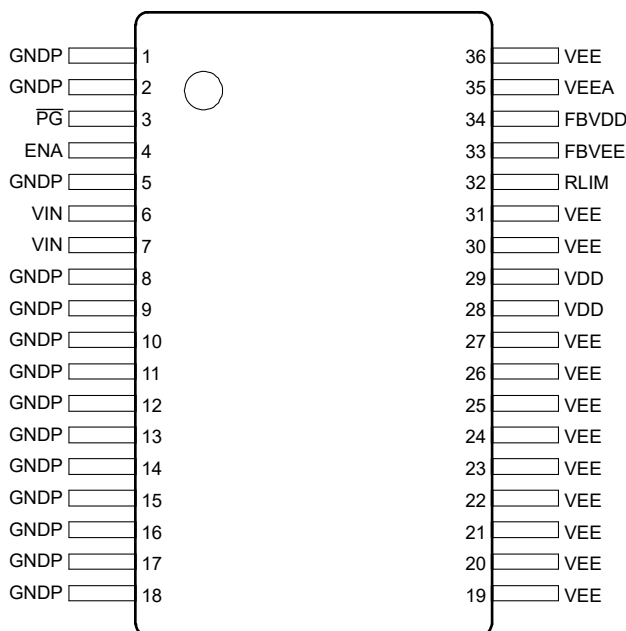 GNDP 1 36 VEE
GNDP 2 35 VEEA
P̅G̅ 3 34 FBVDD
ENA 4 33 FBVEE
GNDP 5 32 RLIM
VIN 6 31 VEE
VIN 7 30 VEE
GNDP 8 29 VDD
GNDP 9 28 VDD
GNDP 10 27 VEE
GNDP 11 26 VEE
GNDP 12 25 VEE
GNDP 13 24 VEE
GNDP 14 23 VEE
GNDP 15 22 VEE
GNDP 16 21 VEE
GNDP 17 20 VEE
GNDP 18 19 VEE